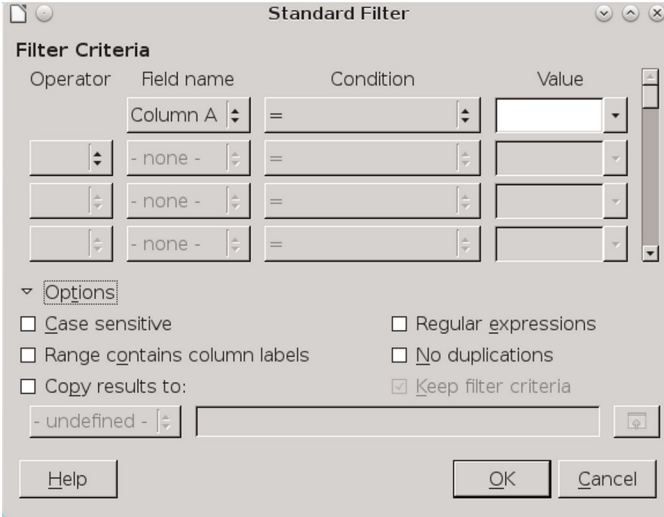 Standard Filter
Filter Criteria
Operator Field name Condition Value
Column A =
- none - =
- none - =
- none - =
Options
Case sensitive Regular expressions
Range contains column labels No duplications
Copy results to: Keep filter criteria
- undefined -
Help OK Cancel